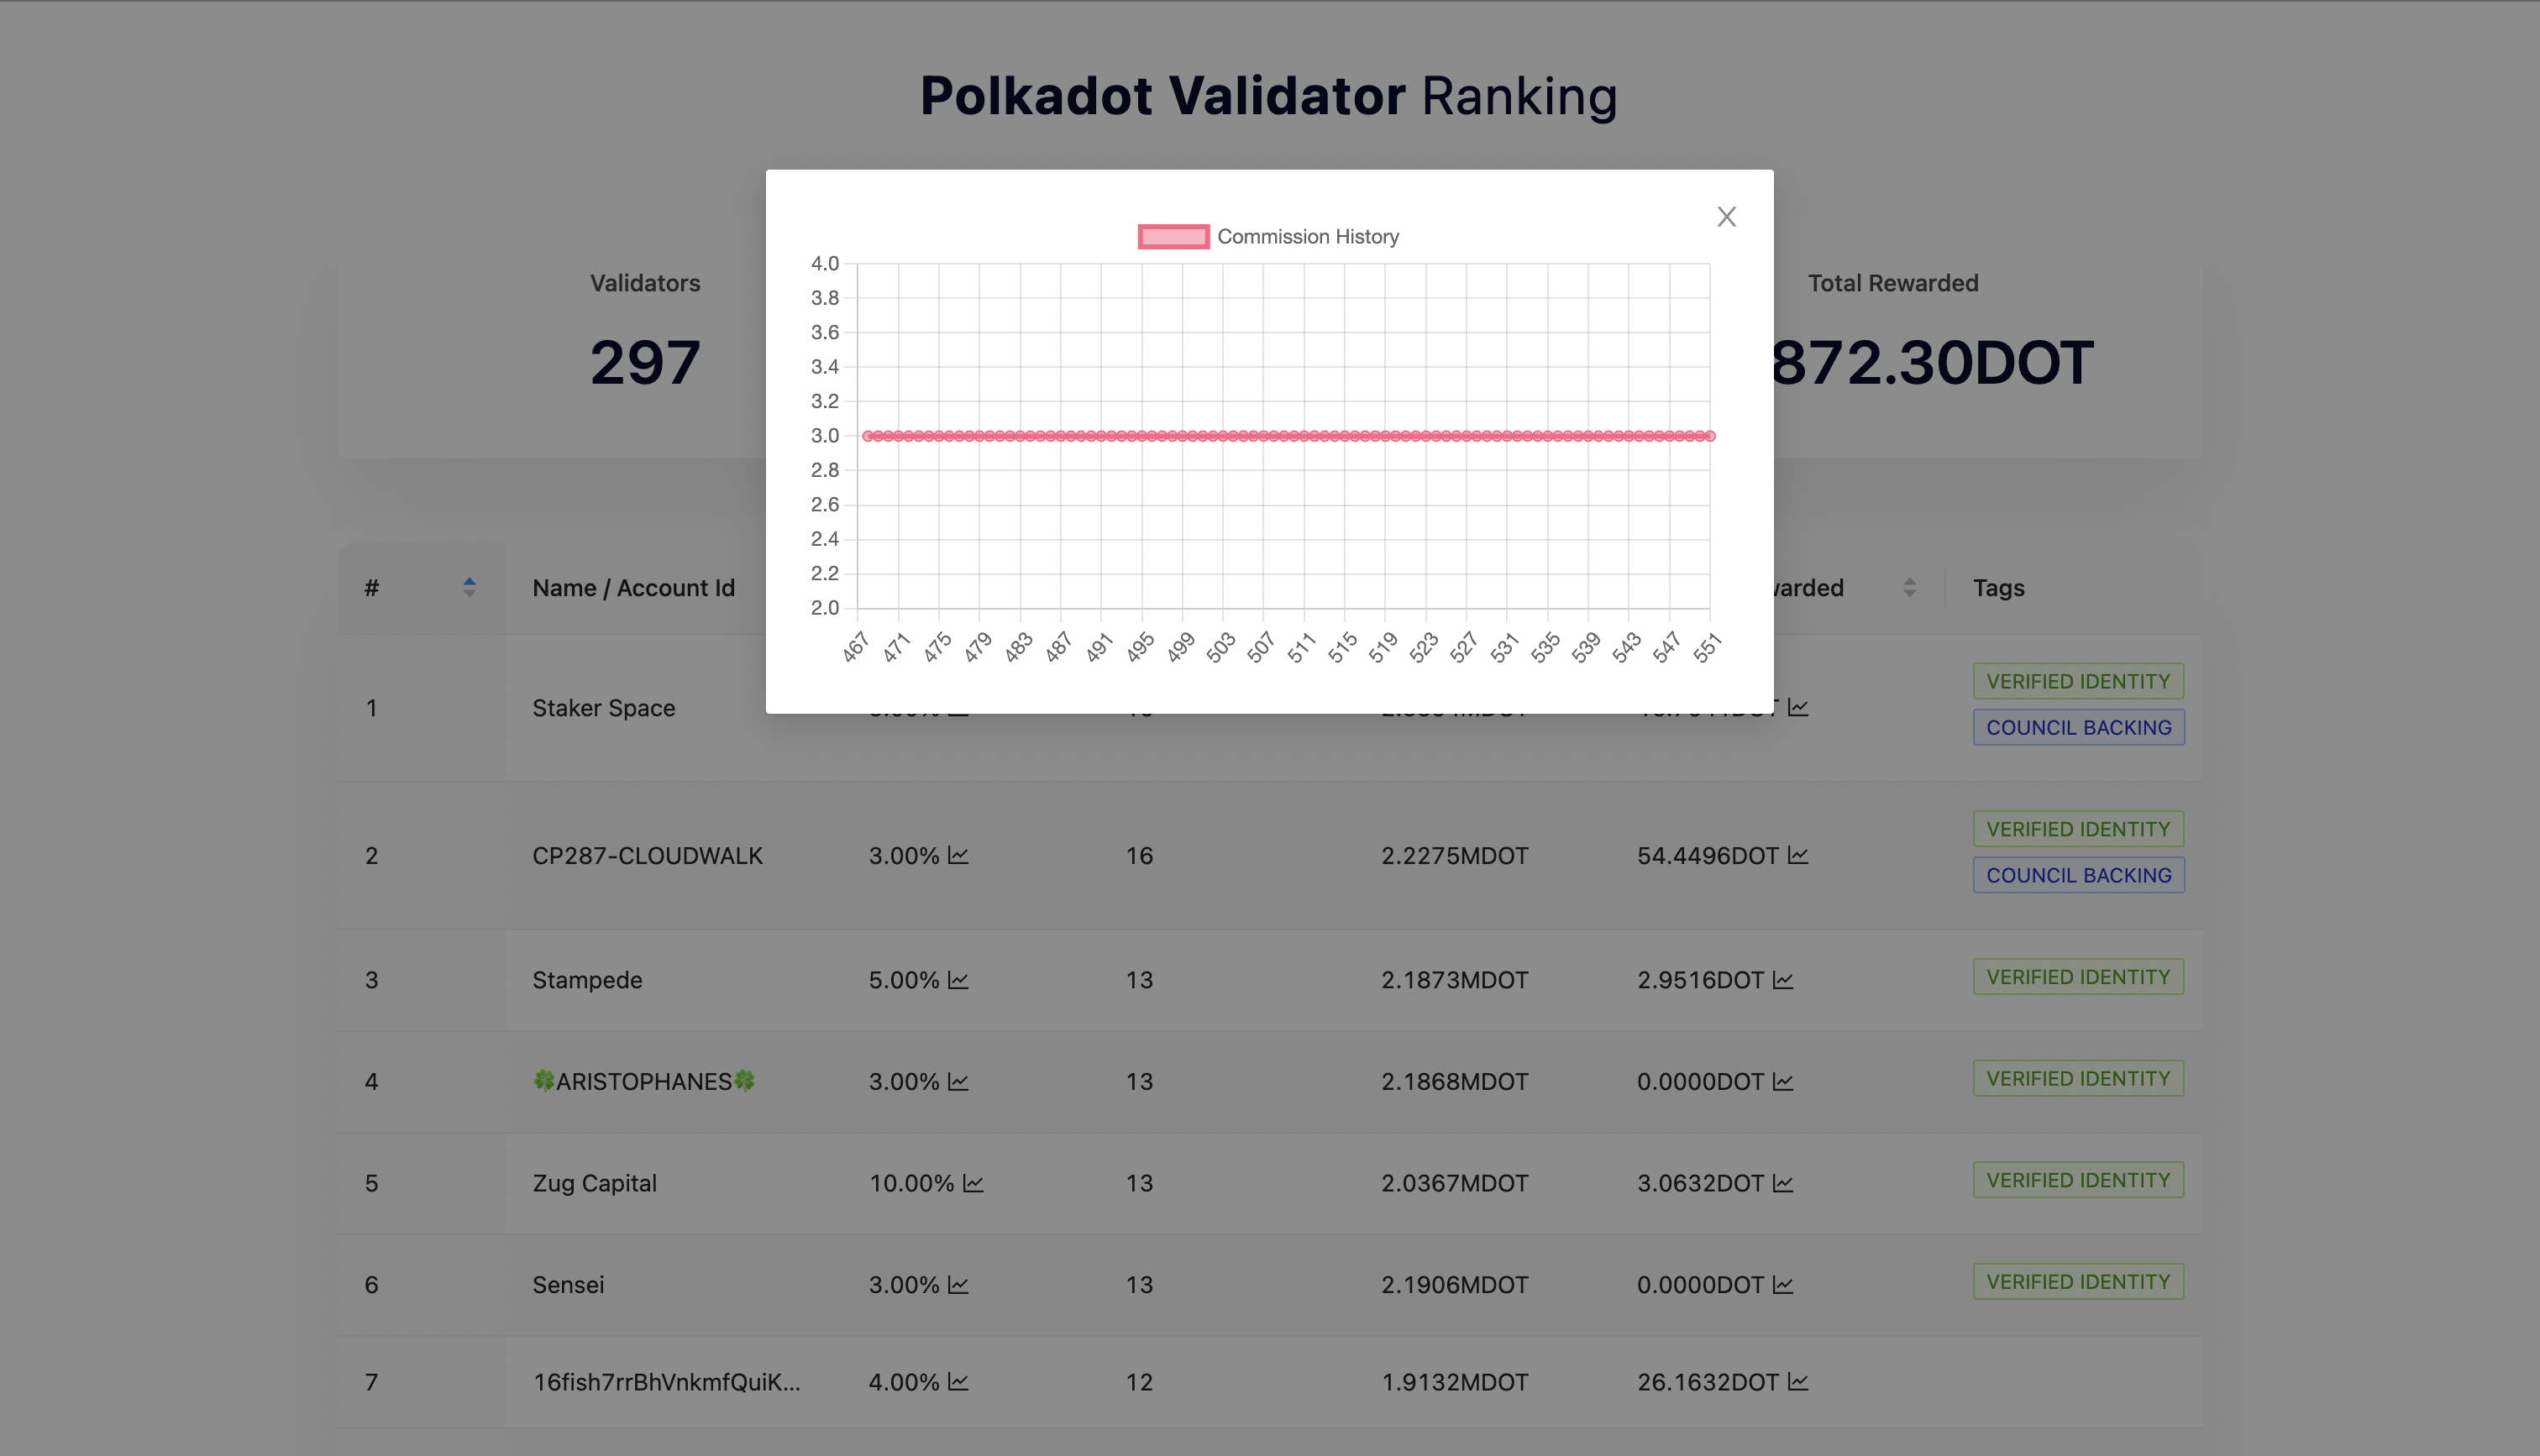 Polkadot Validator Ranking
Validators
297
Total Rewarded
872.30DOT
Commission History
4.0
3.8
3.6
3.4
3.2
3.0
2.8
2.6
2.4
2.2
2.0
467 471 475 479 483 487 491 495 499 503 507 511 515 519 523 527 531 535 539 543 547 551
# Name / Account Id warded Tags
1 Staker Space VERIFIED IDENTITY
COUNCIL BACKING
2 CP287-CLOUDWALK 3.00% 16 2.2275MDOT 54.4496DOT VERIFIED IDENTITY
COUNCIL BACKING
3 Stampede 5.00% 13 2.1873MDOT 2.9516DOT VERIFIED IDENTITY
4 🍀ARISTOPHANES🍀 3.00% 13 2.1868MDOT 0.0000DOT VERIFIED IDENTITY
5 Zug Capital 10.00% 13 2.0367MDOT 3.0632DOT VERIFIED IDENTITY
6 Sensei 3.00% 13 2.1906MDOT 0.0000DOT VERIFIED IDENTITY
7 16fish7rrBhVnkmfQuiK... 4.00% 12 1.9132MDOT 26.1632DOT